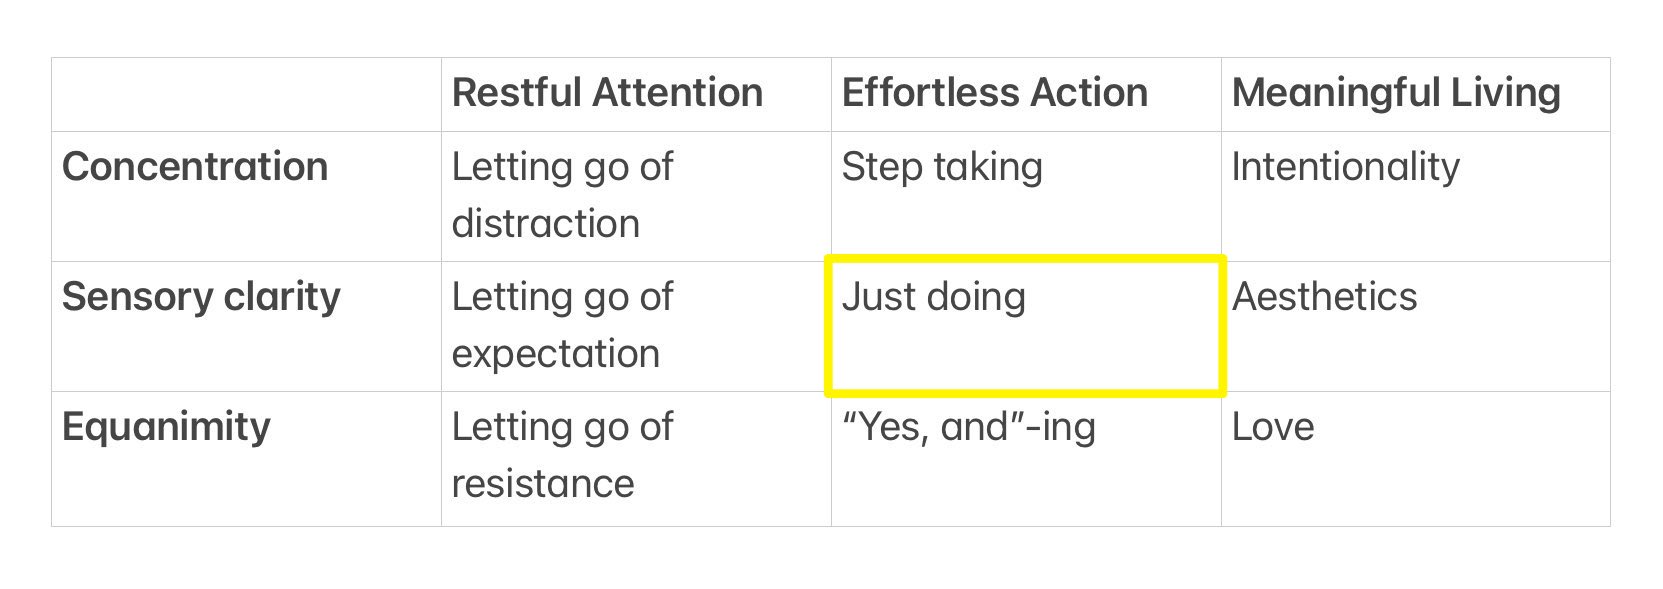 Restful Attention Effortless Action Meaningful Living
Concentration Letting go of Step taking Intentionality
distraction
Sensory clarity Letting go of Just doing Aesthetics
expectation
Equanimity Letting go of “Yes, and”-ing Love
resistance